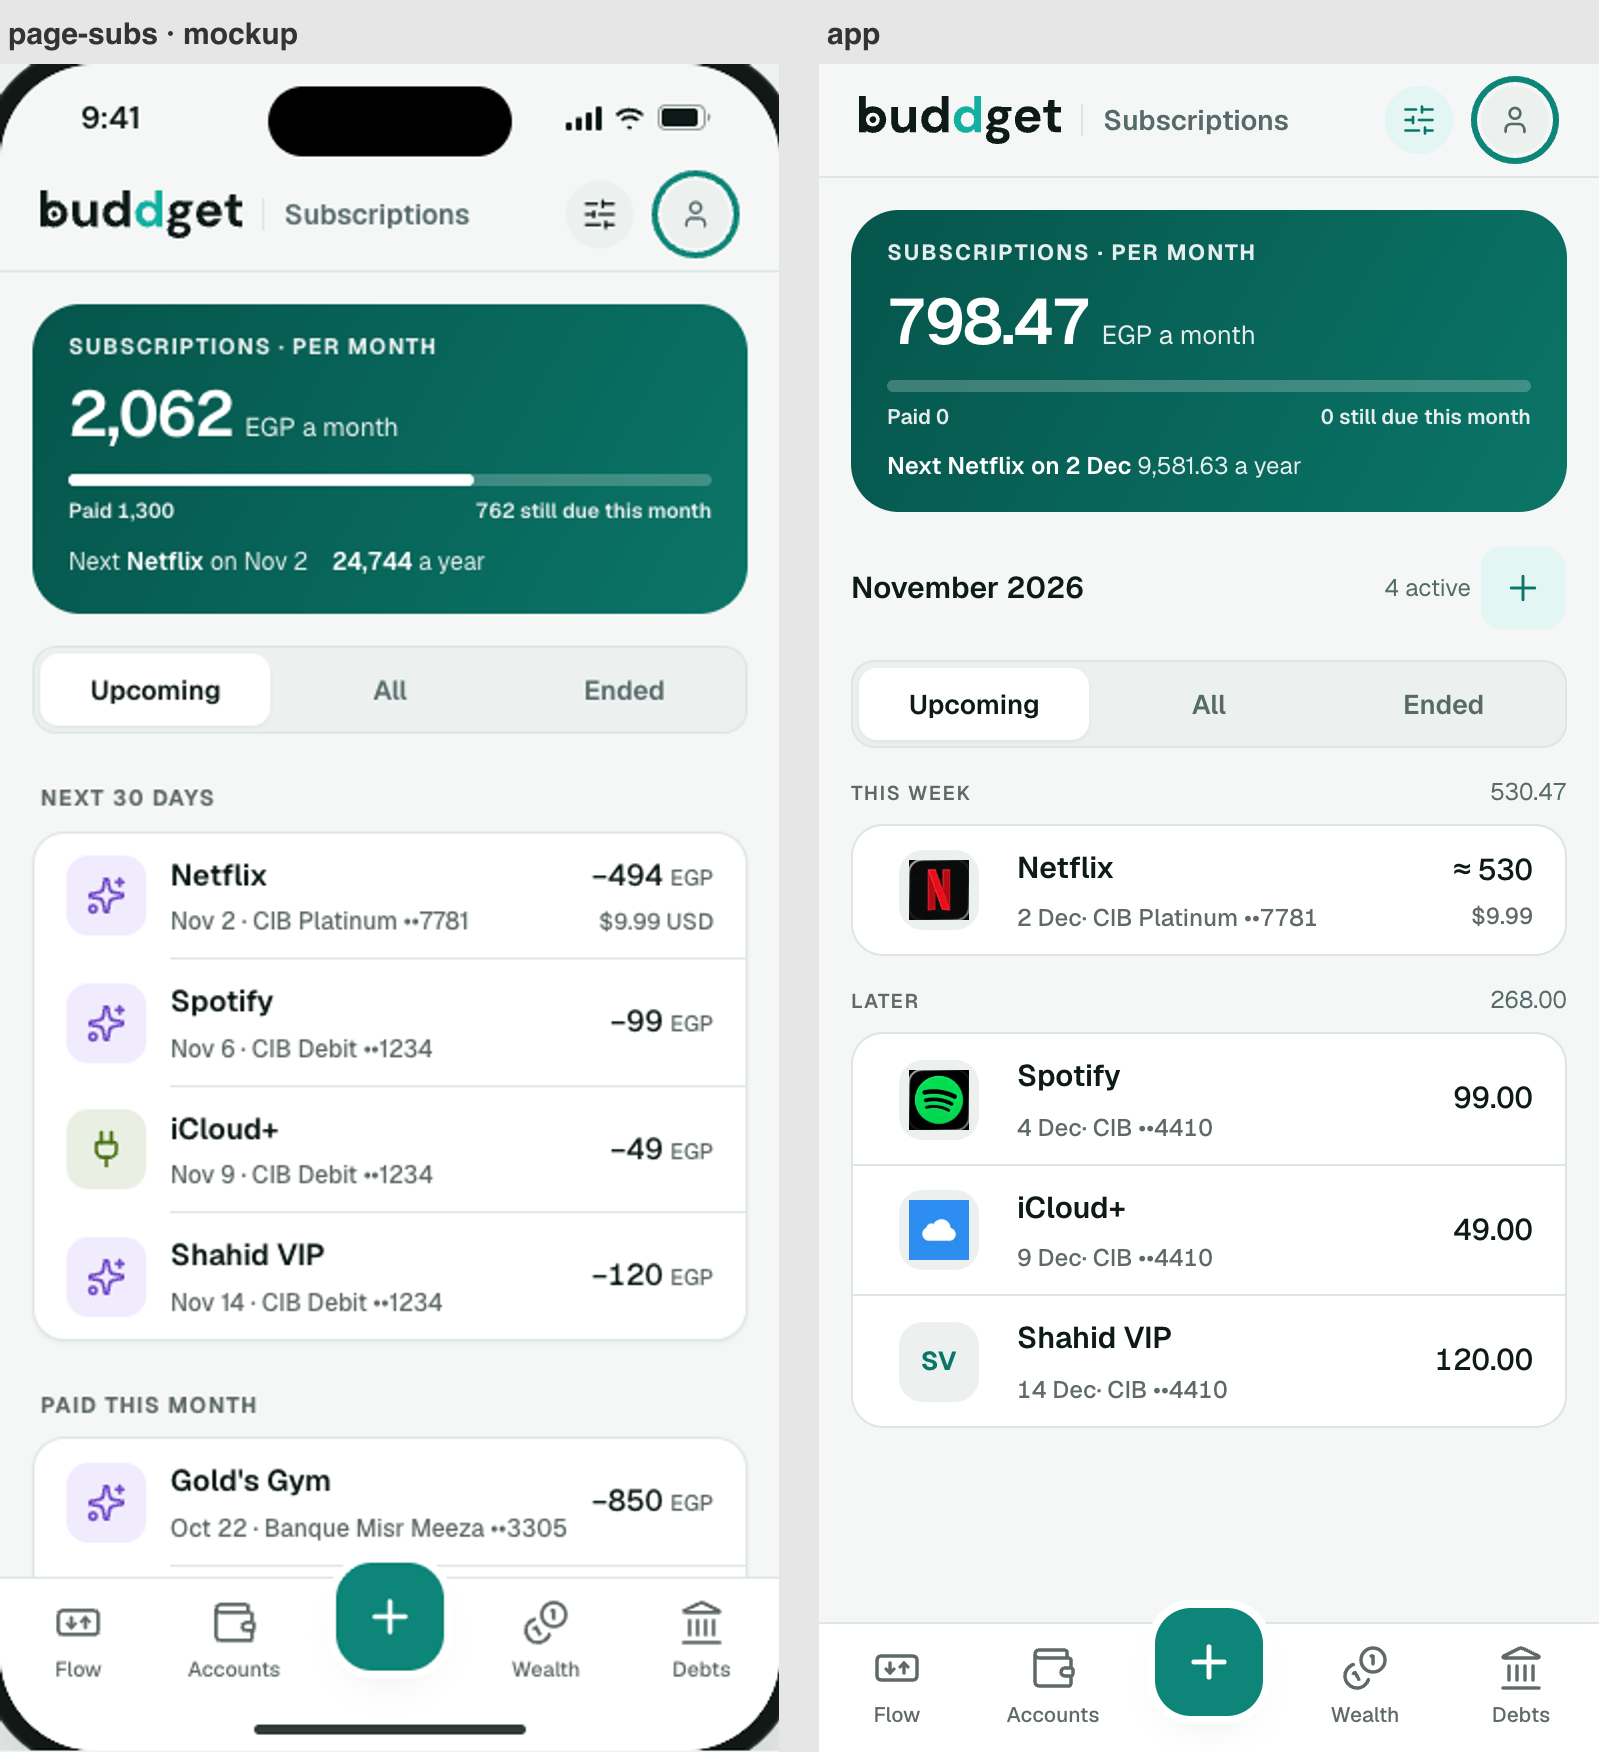 page-subs · mockup
9:41
buddget
Subscriptions
SUBSCRIPTIONS · PER MONTH
2,062 EGP a month
Paid 1,300
762 still due this month
Next Netflix on Nov 2 24,744 a year
Upcoming
All
Ended
NEXT 30 DAYS
Netflix
−494 EGP
Nov 2 · CIB Platinum ••7781
$9.99 USD
Spotify
−99 EGP
Nov 6 · CIB Debit ••1234
iCloud+
−49 EGP
Nov 9 · CIB Debit ••1234
Shahid VIP
−120 EGP
Nov 14 · CIB Debit ••1234
PAID THIS MONTH
Gold's Gym
−850 EGP
Oct 22 · Banque Misr Meeza ••3305
Flow
Accounts
Wealth
Debts
app
buddget
Subscriptions
SUBSCRIPTIONS · PER MONTH
798.47 EGP a month
Paid 0
0 still due this month
Next Netflix on 2 Dec 9,581.63 a year
November 2026
4 active
Upcoming
All
Ended
THIS WEEK
530.47
N
Netflix
≈ 530
2 Dec· CIB Platinum ••7781
$9.99
LATER
268.00
Spotify
99.00
4 Dec· CIB ••4410
iCloud+
49.00
9 Dec· CIB ••4410
SV
Shahid VIP
120.00
14 Dec· CIB ••4410
Flow
Accounts
Wealth
Debts